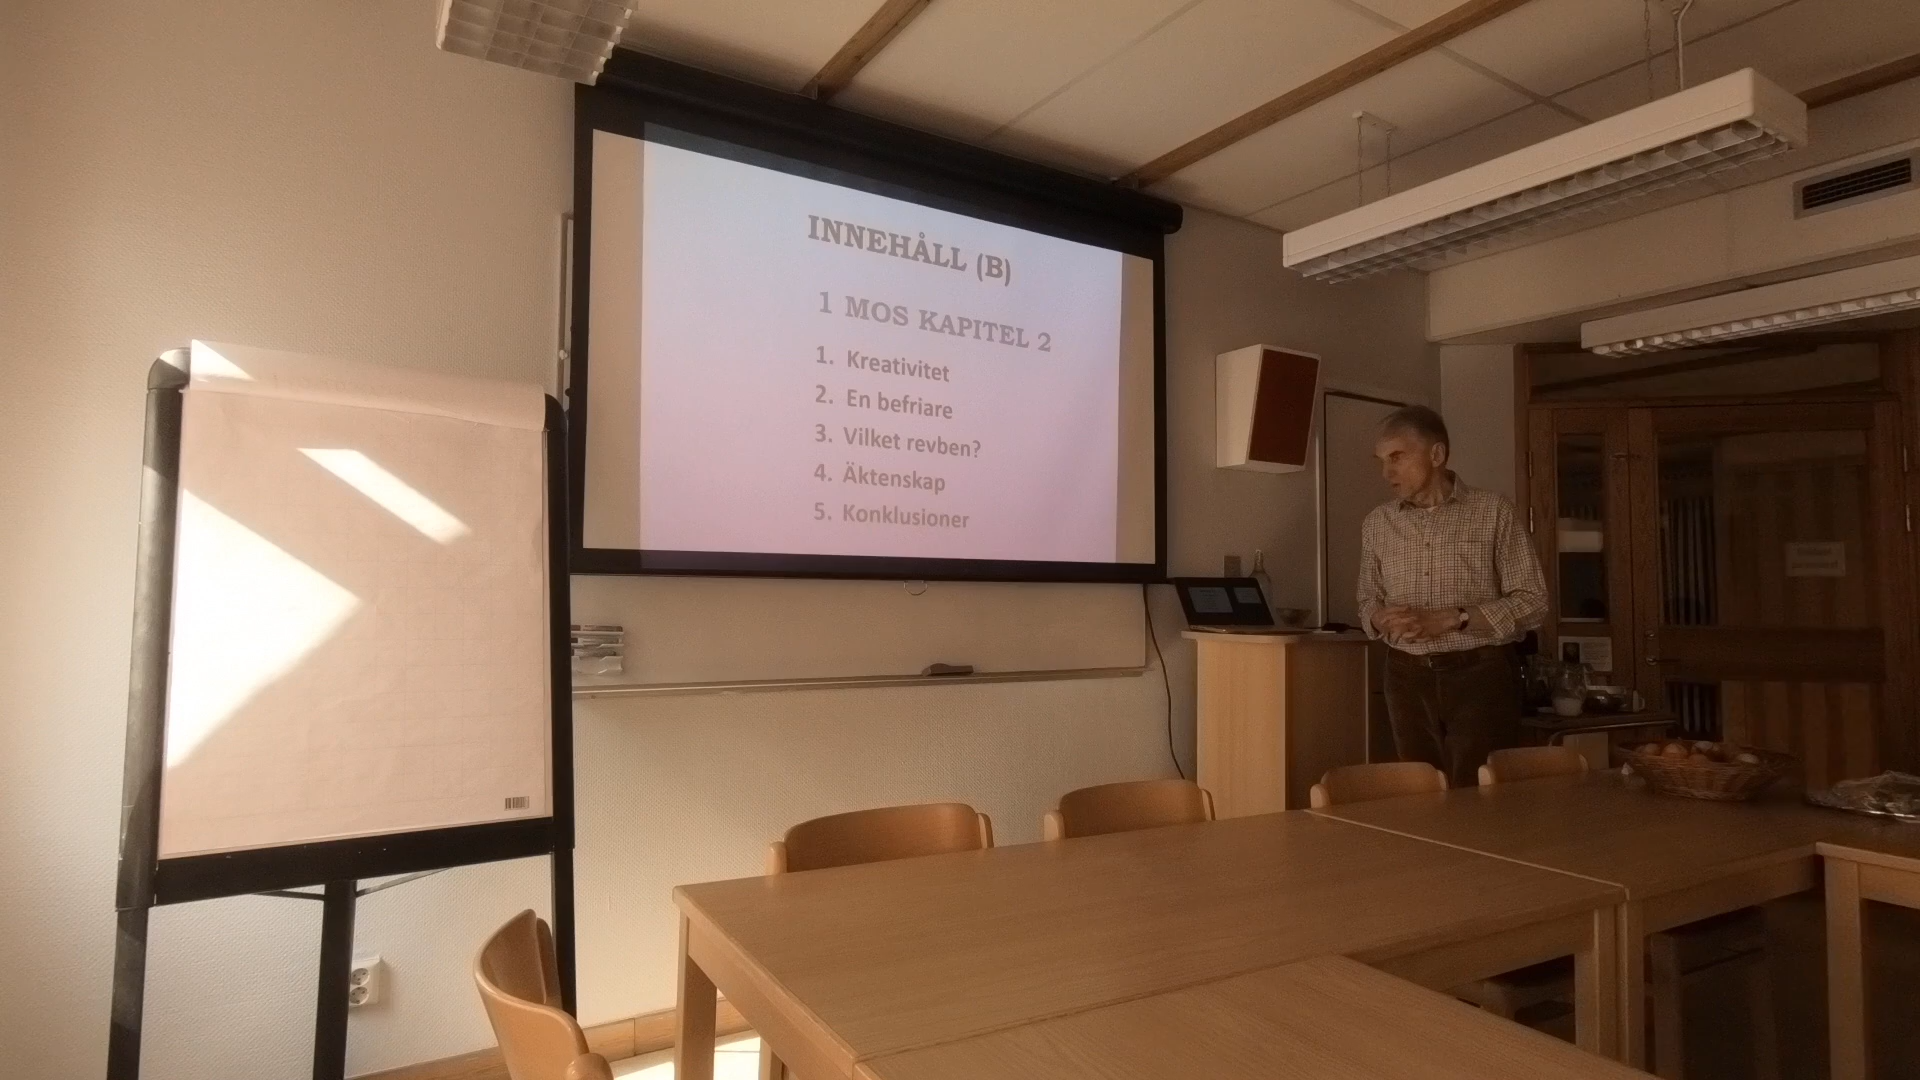 INNEHÅLL (B)
1 MOS KAPITEL 2
1. Kreativitet
2. En befriare
3. Vilket revben?
4. Äktenskap
5. Konklusioner